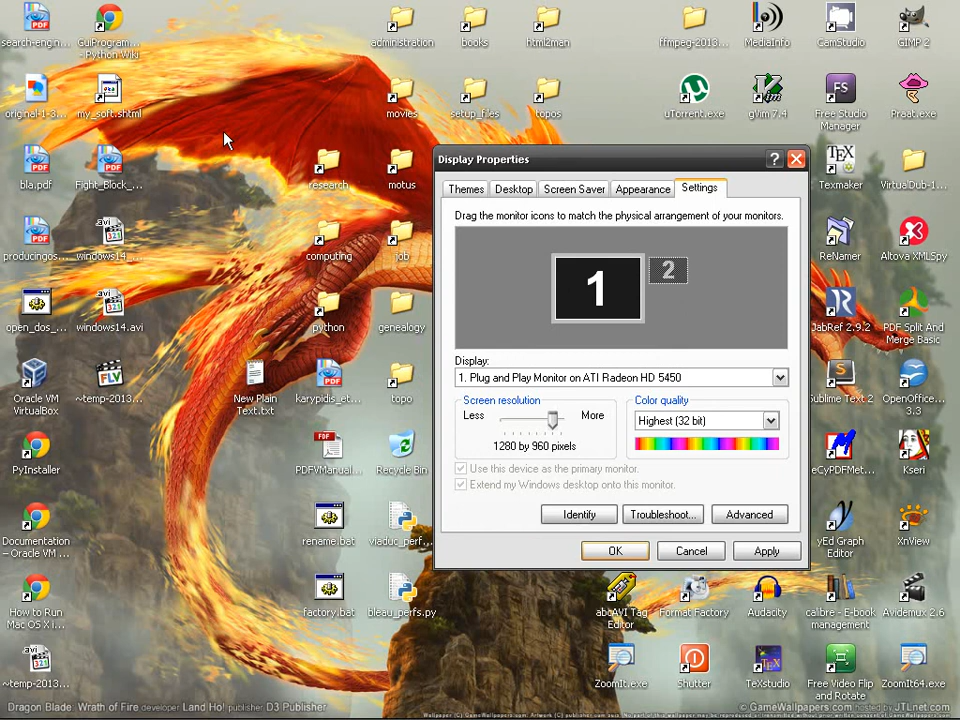 search-engin...
GuiProgram...
- Python Wiki
administration
books
html2man
ffmpeg-2013...
MediaInfo
CamStudio
GIMP 2
original-1-3...
my_soft.shtml
movies
setup_files
topos
uTorrent.exe
gVim 7.4
Free Studio
Manager
Praat.exe
bla.pdf
Fight_Block_...
research
motus
Texmaker
VirtualDub-1...
Display Properties
Themes
Desktop
Screen Saver
Appearance
Settings
Drag the monitor icons to match the physical arrangement of your monitors.
1
2
Display:
1. Plug and Play Monitor on ATI Radeon HD 5450
Screen resolution
Less
More
1280 by 960 pixels
Color quality
Highest (32 bit)
Use this device as the primary monitor.
Extend my Windows desktop onto this monitor.
Identify
Troubleshoot...
Advanced
OK
Cancel
Apply
producingos...
windows14_...
computing
job
ReNamer
Altova XMLSpy
open_dos_...
windows14.avi
python
genealogy
JabRef 2.9.2
PDF Split And
Merge Basic
Oracle VM
VirtualBox
~temp-2013...
New Plain
Text.txt
karypidis_et...
topo
Sublime Text 2
OpenOffice...
3.3
PyInstaller
PDFVManual...
Recycle Bin
eCyPDFMet...
Kseri
Documentation
– Oracle VM ...
rename.bat
viaduc_perf...
yEd Graph
Editor
XnView
How to Run
Mac OS X i...
factory.bat
bleau_perfs.py
abcAVI Tag
Editor
Format Factory
Audacity
calibre - E-book
management
Avidemux 2.6
~temp-2013...
ZoomIt.exe
Shutter
TeXstudio
Free Video Flip
and Rotate
ZoomIt64.exe
Dragon Blade: Wrath of Fire developer Land Ho! publisher D3 Publisher
© GameWallpapers.com hosted by JTLnet.com